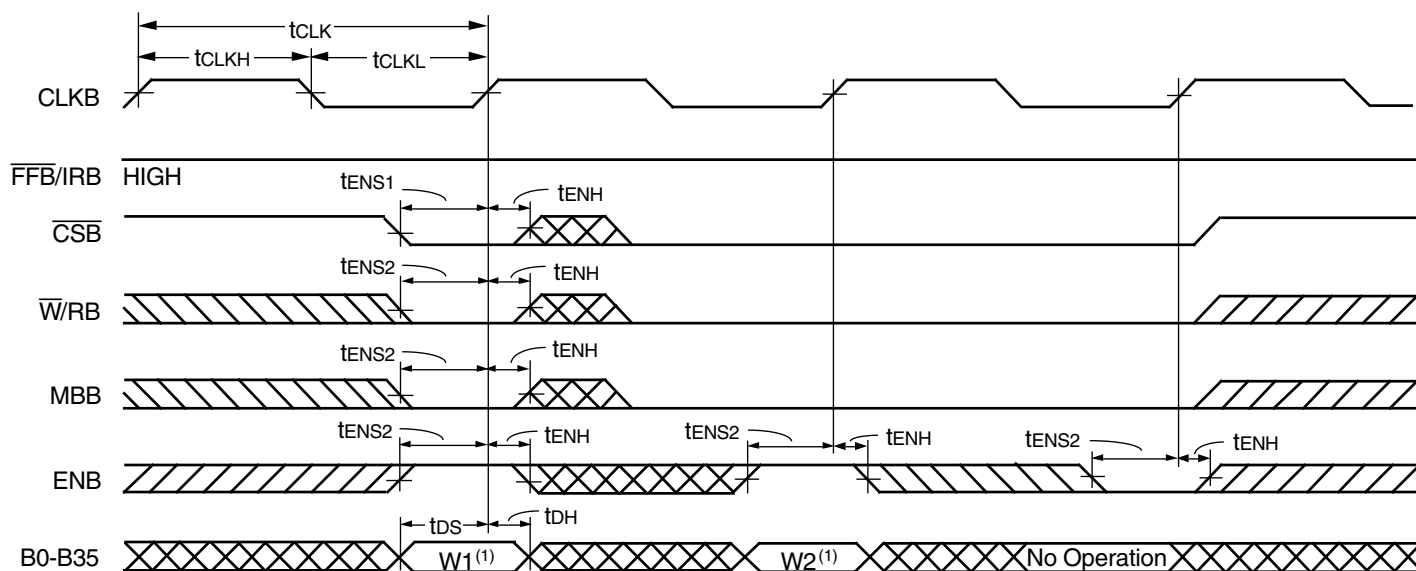 tCLK
tCLKH tCLKL
CLKB
FFB/IRB HIGH
tENS1 tENH
CSB
tENS2 tENH
W/RB
tENS2 tENH
MBB
tENS2 tENH tENS2 tENH tENS2 tENH
ENB
tDS tDH
B0-B35 W1(1) W2(1) No Operation